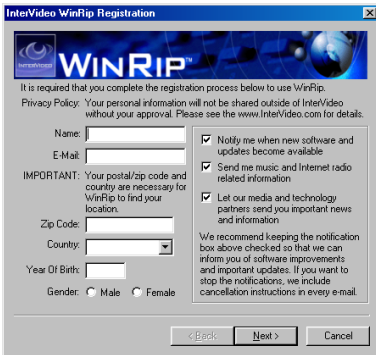 InterVideo WinRip Registration
INTERVIDEO
WINRIP™
It is required that you complete the registration process below to use WinRip.
Privacy Policy: Your personal information will not be shared outside of InterVideo
without your approval. Please see the www.InterVideo.com for details.
Name:
E-Mail:
IMPORTANT: Your postal/zip code and
country are necessary for
WinRip to find your
location.
Zip Code:
Country:
Year Of Birth:
Gender: Male Female
Notify me when new software and
updates become available
Send me music and Internet radio
related information
Let our media and technology
partners send you important news
and information
We recommend keeping the notification
box above checked so that we can
inform you of software improvements
and important updates. If you want to
stop the notifications, we include
cancellation instructions in every e-mail.
< Back Next > Cancel